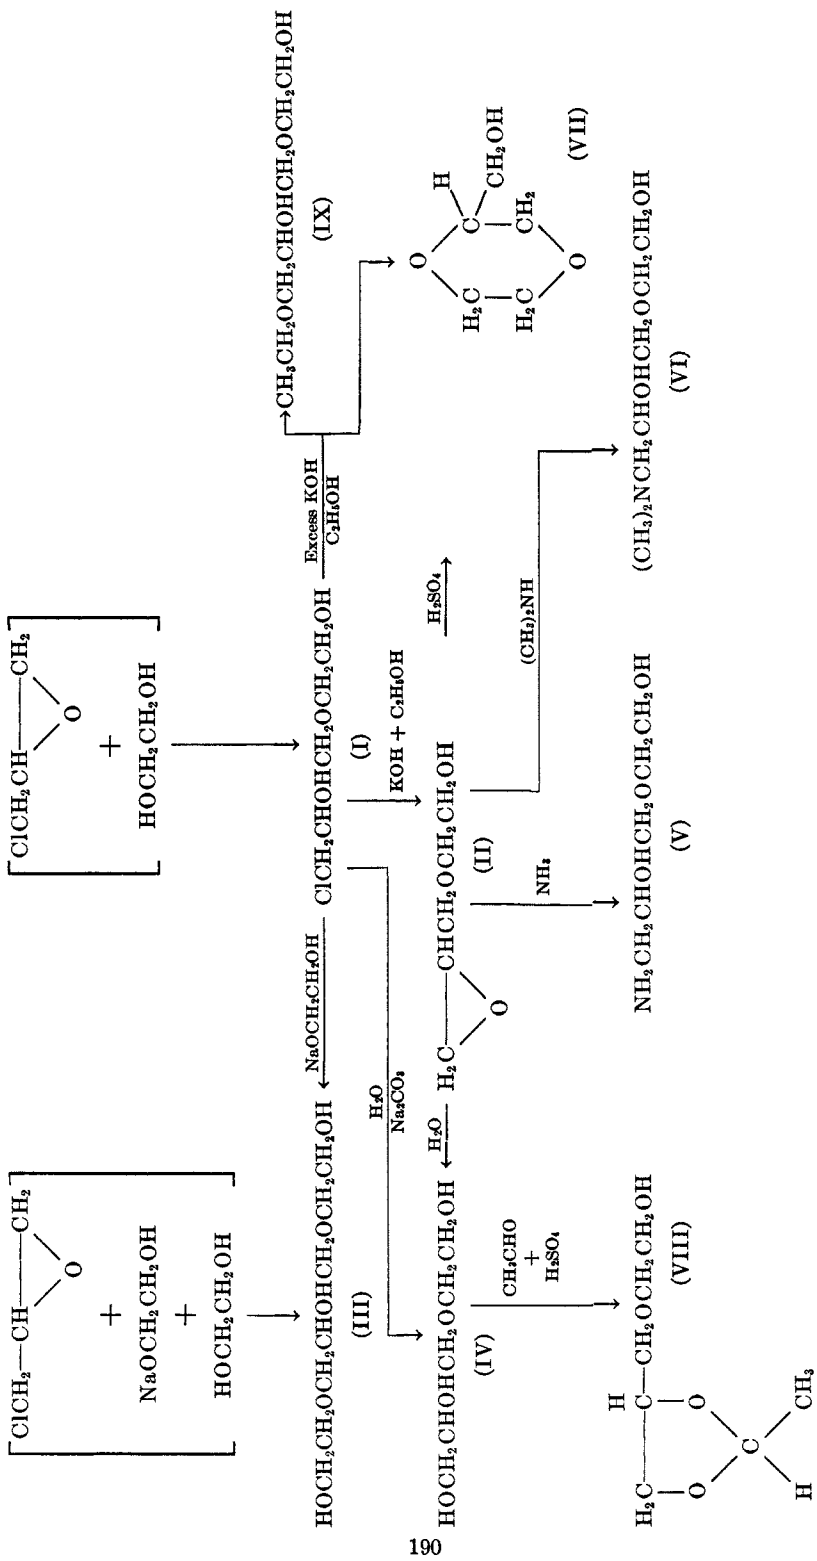 ClCH₂—CH—CH₂
O
+
NaOCH₂CH₂OH
+
HOCH₂CH₂OH
ClCH₂CH—CH₂
O
+
HOCH₂CH₂OH
HOCH₂CH₂OCH₂CHOHCH₂OCH₂CH₂OH
(III)
NaOCH₂CH₂OH
ClCH₂CHOHCH₂OCH₂CH₂OH
(I)
Excess KOH
C₂H₅OH
CH₃CH₂OCH₂CHOHCH₂OCH₂CH₂OH
(IX)
H₂O
Na₂CO₃
KOH + C₂H₅OH
HOCH₂CHOHCH₂OCH₂CH₂OH
(IV)
H₂O
H₂C—CHCH₂OCH₂CH₂OH
O
(II)
H₂SO₄
O
H₂C C H
CH₂OH
H₂C CH₂
O
(VII)
CH₃CHO
+
H₂SO₄
NH₃
(CH₃)₂NH
H
H₂C—C—CH₂OCH₂CH₂OH
O O
C
H CH₃
(VIII)
NH₂CH₂CHOHCH₂OCH₂CH₂OH
(V)
(CH₃)₂NCH₂CHOHCH₂OCH₂CH₂OH
(VI)
190